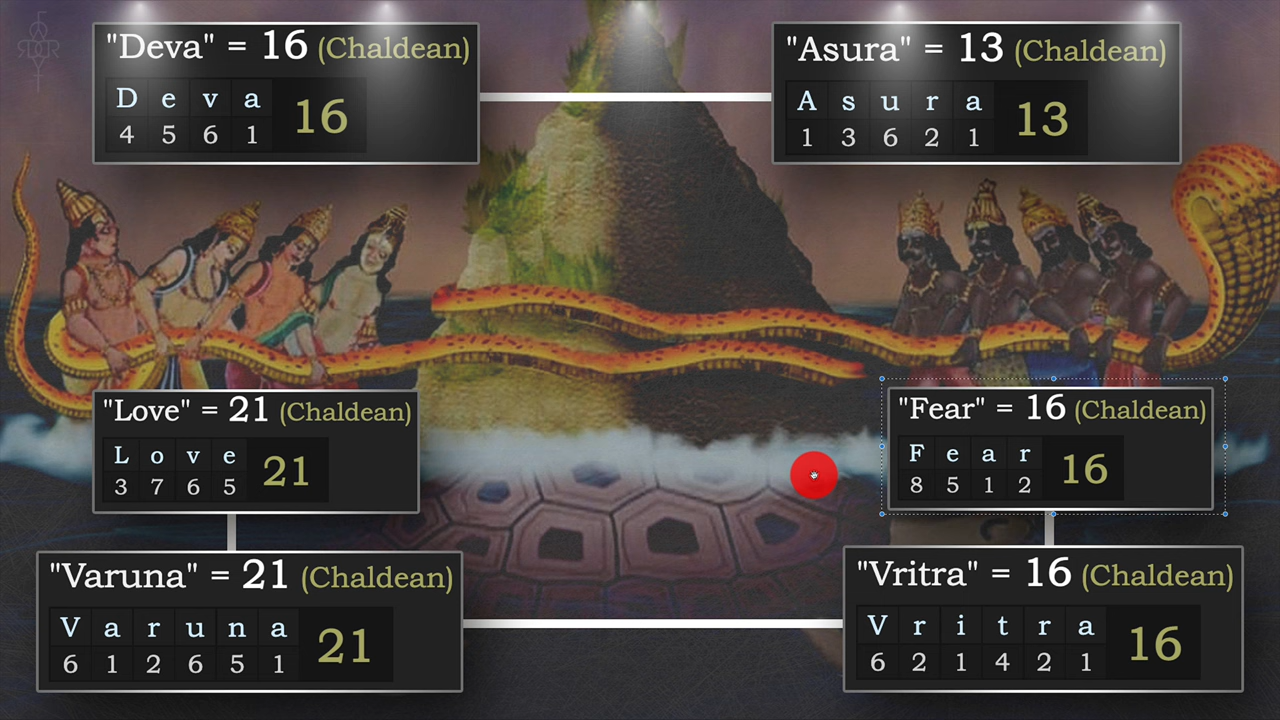 "Deva" = 16 (Chaldean)
D e v a 16
4 5 6 1
"Asura" = 13 (Chaldean)
A s u r a 13
1 3 6 2 1
"Love" = 21 (Chaldean)
L o v e 21
3 7 6 5
"Fear" = 16 (Chaldean)
F e a r 16
8 5 1 2
"Varuna" = 21 (Chaldean)
V a r u n a 21
6 1 2 6 5 1
"Vritra" = 16 (Chaldean)
V r i t r a 16
6 2 1 4 2 1